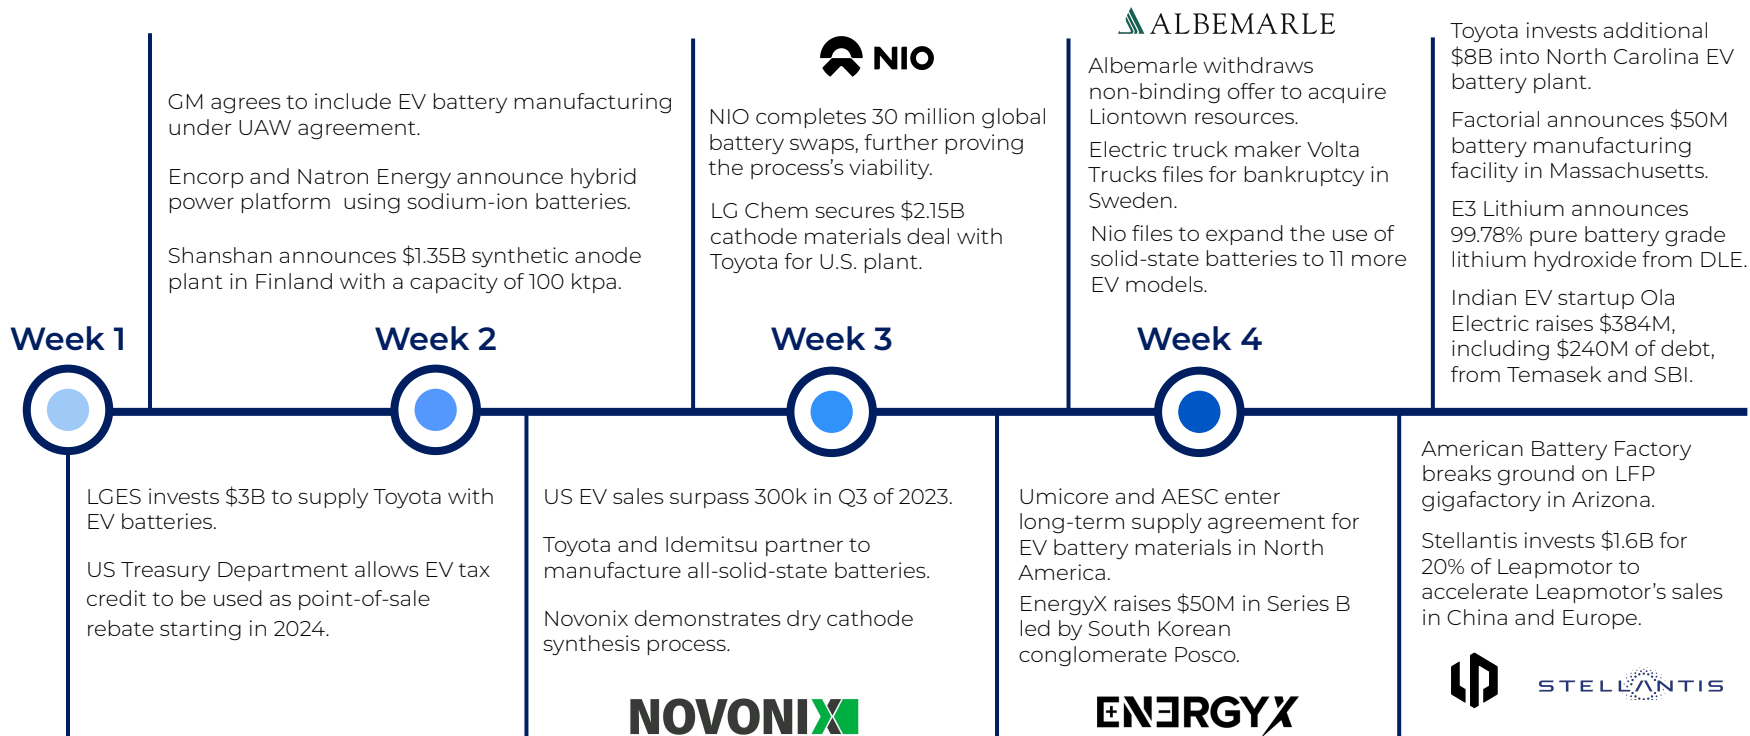 Week 1
LGES invests $3B to supply Toyota with
EV batteries.
US Treasury Department allows EV tax
credit to be used as point-of-sale
rebate starting in 2024.
GM agrees to include EV battery manufacturing
under UAW agreement.
Encorp and Natron Energy announce hybrid
power platform  using sodium-ion batteries.
Shanshan announces $1.35B synthetic anode
plant in Finland with a capacity of 100 ktpa.
Week 2
US EV sales surpass 300k in Q3 of 2023.
Toyota and Idemitsu partner to
manufacture all-solid-state batteries.
Novonix demonstrates dry cathode
synthesis process.
NOVONIX
NIO
NIO completes 30 million global
battery swaps, further proving
the process’s viability.
LG Chem secures $2.15B
cathode materials deal with
Toyota for U.S. plant.
Week 3
Umicore and AESC enter
long-term supply agreement for
EV battery materials in North
America.
EnergyX raises $50M in Series B
led by South Korean
conglomerate Posco.
ENERGYX
ALBEMARLE
Albemarle withdraws
non-binding offer to acquire
Liontown resources.
Electric truck maker Volta
Trucks files for bankruptcy in
Sweden.
Nio files to expand the use of
solid-state batteries to 11 more
EV models.
Week 4
American Battery Factory
breaks ground on LFP
gigafactory in Arizona.
Stellantis invests $1.6B for
20% of Leapmotor to
accelerate Leapmotor’s sales
in China and Europe.
STELLANTIS
Toyota invests additional
$8B into North Carolina EV
battery plant.
Factorial announces $50M
battery manufacturing
facility in Massachusetts.
E3 Lithium announces
99.78% pure battery grade
lithium hydroxide from DLE.
Indian EV startup Ola
Electric raises $384M,
including $240M of debt,
from Temasek and SBI.